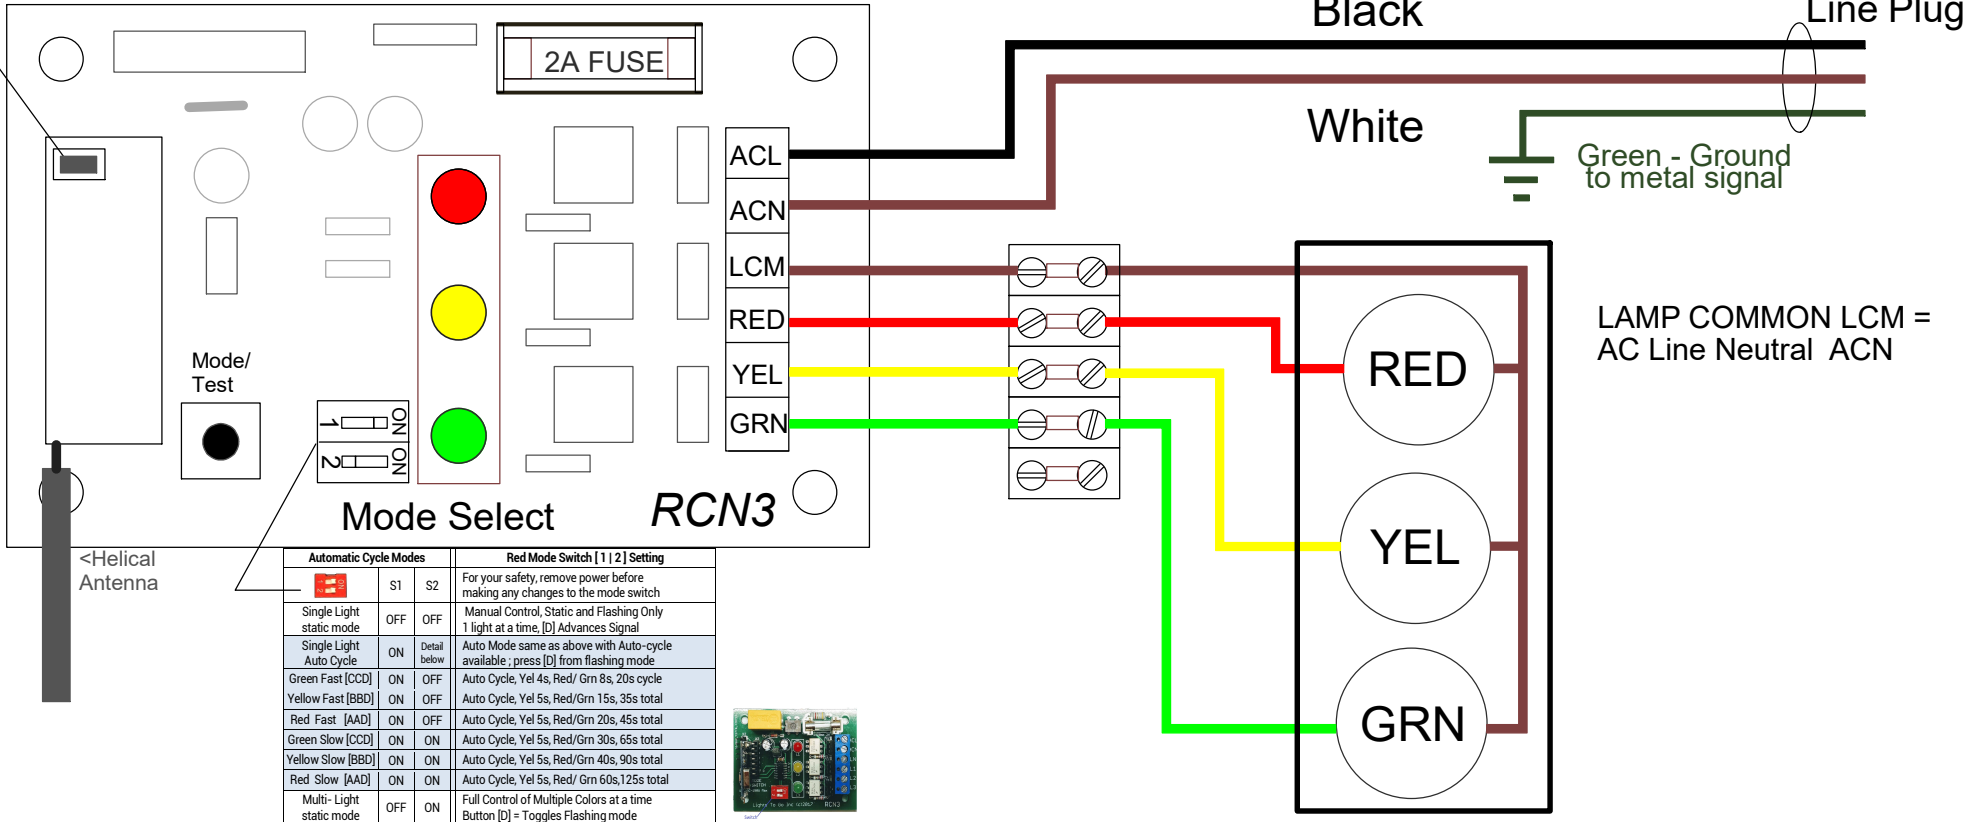 Black
Line Plug
2A FUSE
White
ACL
Green - Ground
to metal signal
ACN
LCM
RED
YEL
GRN
LAMP COMMON LCM =
AC Line Neutral  ACN
RED
YEL
GRN
Mode/
Test
1 ON
2 ON
Mode Select
RCN3
<Helical
Antenna
Automatic Cycle Modes Red Mode Switch [ 1 | 2 ] Setting
S1 S2 For your safety, remove power before
making any changes to the mode switch
Single Light
static mode OFF OFF Manual Control, Static and Flashing Only
1 light at a time, [D] Advances Signal
Single Light
Auto Cycle ON Detail
below Auto Mode same as above with Auto-cycle
available ; press [D] from flashing mode
Green Fast [CCD] ON OFF Auto Cycle, Yel 4s, Red/ Grn 8s, 20s cycle
Yellow Fast [BBD] ON OFF Auto Cycle, Yel 5s, Red/Grn 15s, 35s total
Red Fast [AAD] ON OFF Auto Cycle, Yel 5s, Red/Grn 20s, 45s total
Green Slow [CCD] ON ON Auto Cycle, Yel 5s, Red/Grn 30s, 65s total
Yellow Slow [BBD] ON ON Auto Cycle, Yel 5s, Red/Grn 40s, 90s total
Red Slow [AAD] ON ON Auto Cycle, Yel 5s, Red/ Grn 60s,125s total
Multi- Light
static mode OFF ON Full Control of Multiple Colors at a time
Button [D] = Toggles Flashing mode
Lights To Go Inc (c)2017 RCN3
Switch